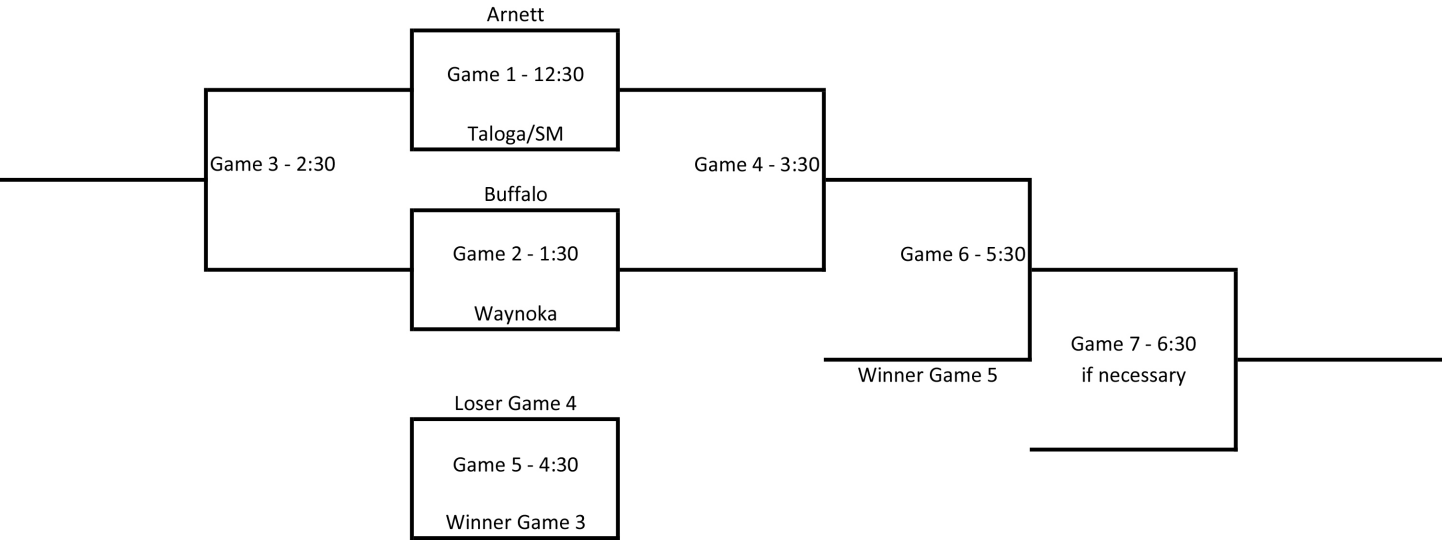 Arnett
Game 1 - 12:30
Taloga/SM
Game 3 - 2:30
Game 4 - 3:30
Buffalo
Game 2 - 1:30
Game 6 - 5:30
Waynoka
Game 7 - 6:30
Winner Game 5
if necessary
Loser Game 4
Game 5 - 4:30
Winner Game 3